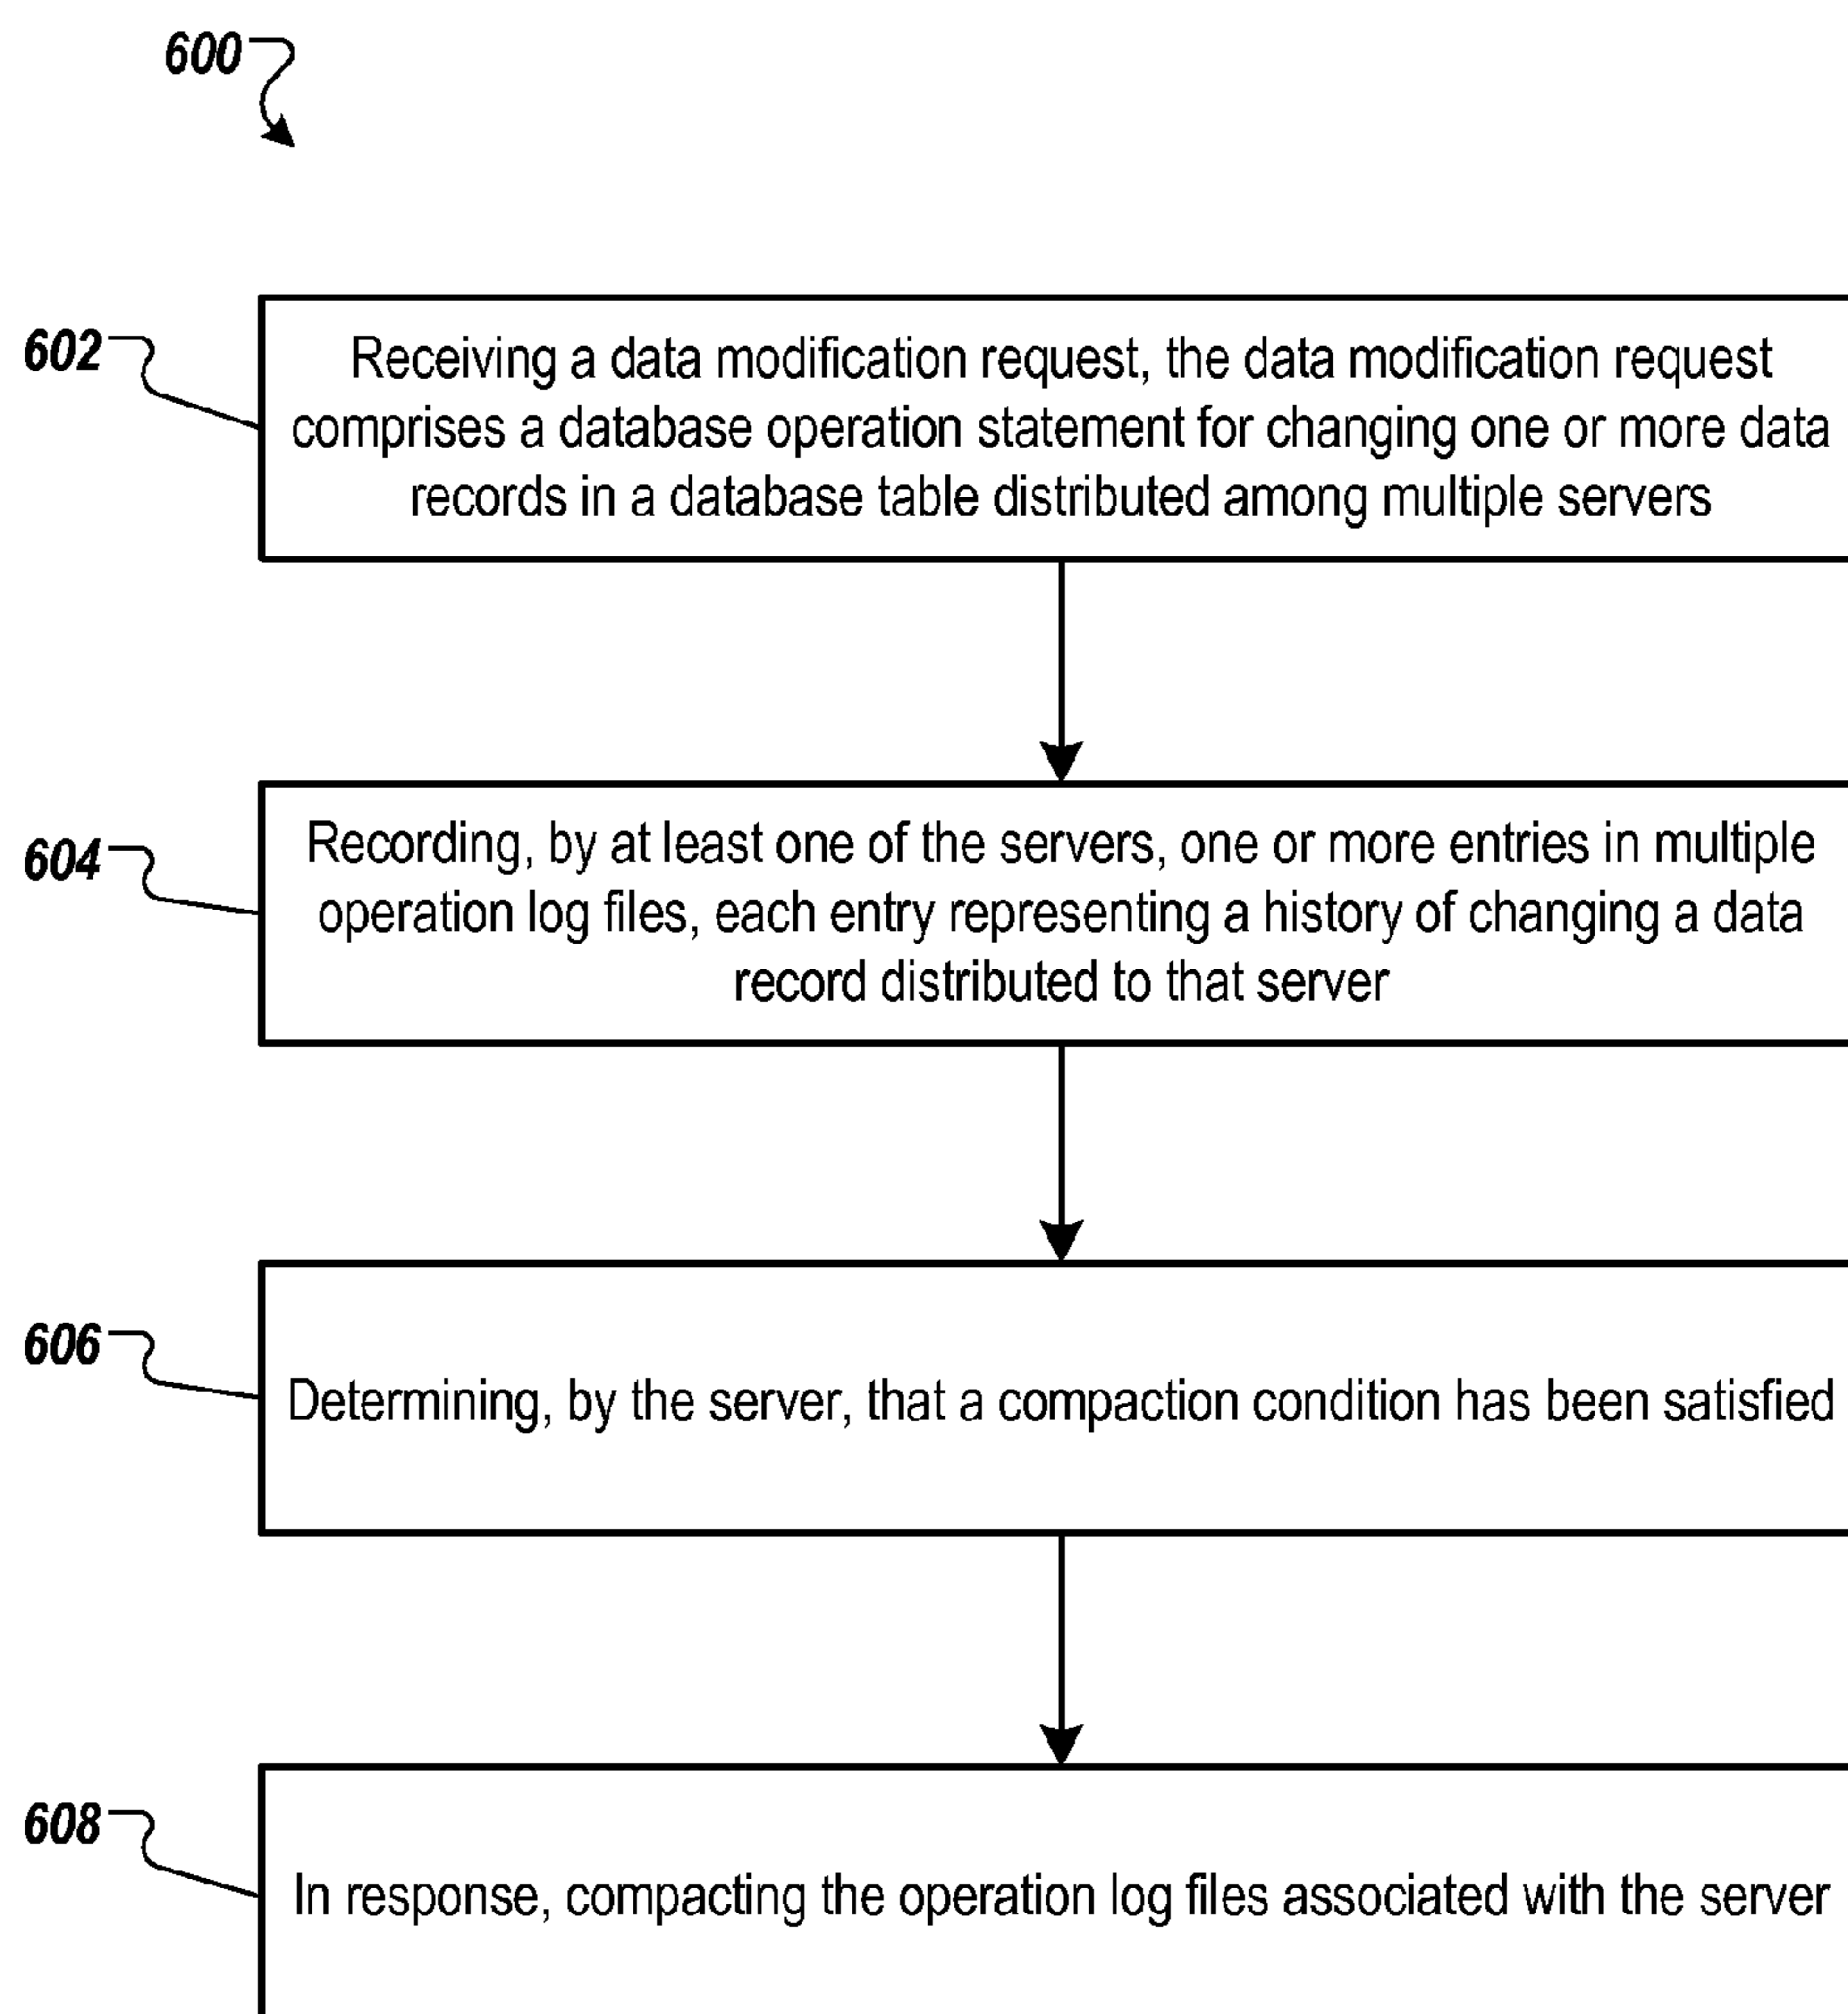 600
602
Receiving a data modification request, the data modification request
comprises a database operation statement for changing one or more data
records in a database table distributed among multiple servers
604
Recording, by at least one of the servers, one or more entries in multiple
operation log files, each entry representing a history of changing a data
record distributed to that server
606
Determining, by the server, that a compaction condition has been satisfied
608
In response, compacting the operation log files associated with the server